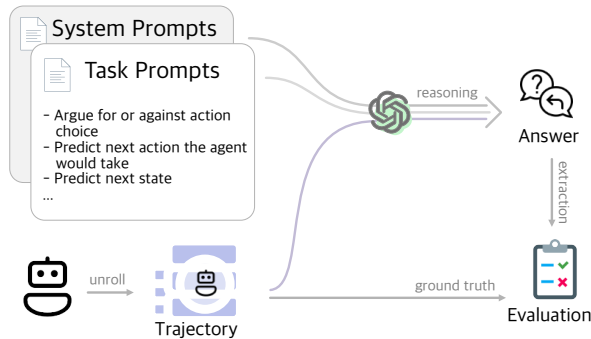 System Prompts
Task Prompts
- Argue for or against action
choice
- Predict next action the agent
would take
- Predict next state
...
reasoning
Answer
extraction
unroll
Trajectory
ground truth
Evaluation